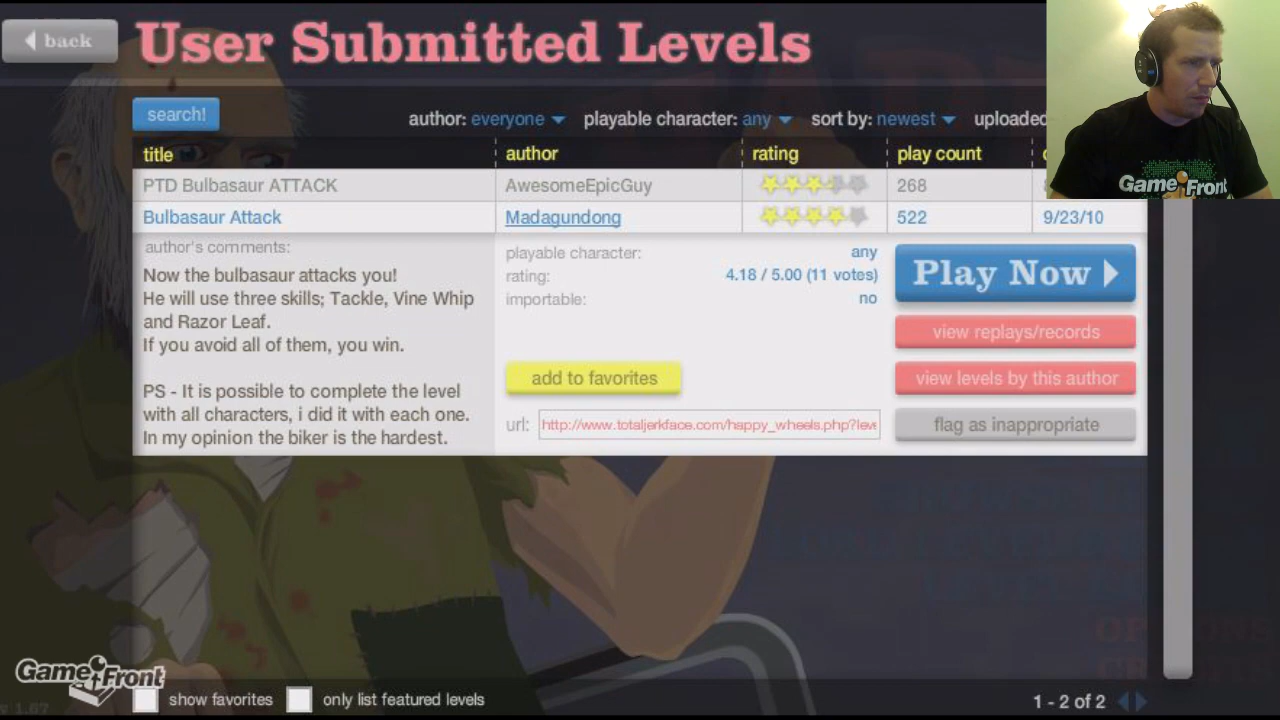 back
User Submitted Levels
search!
author: everyone
playable character: any
sort by: newest
uploaded
title
author
rating
play count
PTD Bulbasaur ATTACK
AwesomeEpicGuy
268
Bulbasaur Attack
Madagundong
522
9/23/10
author's comments:
Now the bulbasaur attacks you!
He will use three skills; Tackle, Vine Whip
and Razor Leaf.
If you avoid all of them, you win.
PS - It is possible to complete the level
with all characters, i did it with each one.
In my opinion the biker is the hardest.
playable character: any
rating: 4.18 / 5.00 (11 votes)
importable: no
add to favorites
url: http://www.totaljerkface.com/happy_wheels.php?leve
Play Now
view replays/records
view levels by this author
flag as inappropriate
GameFront
GameFront
show favorites
only list featured levels
1 - 2 of 2
v 1.67